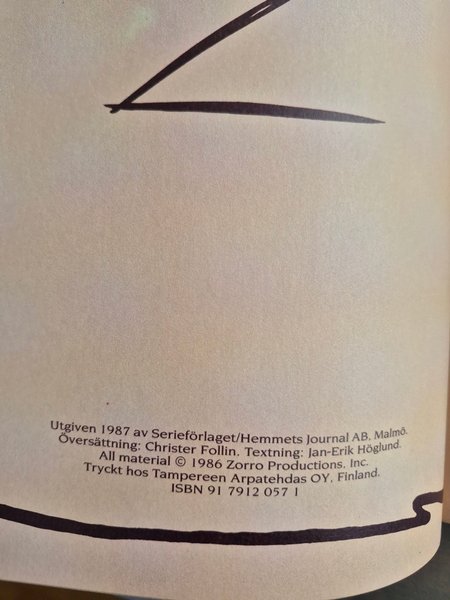 Utgiven 1987 av Serieförlaget/Hemmets Journal AB. Malmö.
Översättning: Christer Follin. Textning: Jan-Erik Höglund.
All material © 1986 Zorro Productions. Inc.
Tryckt hos Tampereen Arpatehdas OY. Finland.
ISBN 91 7912 057 1